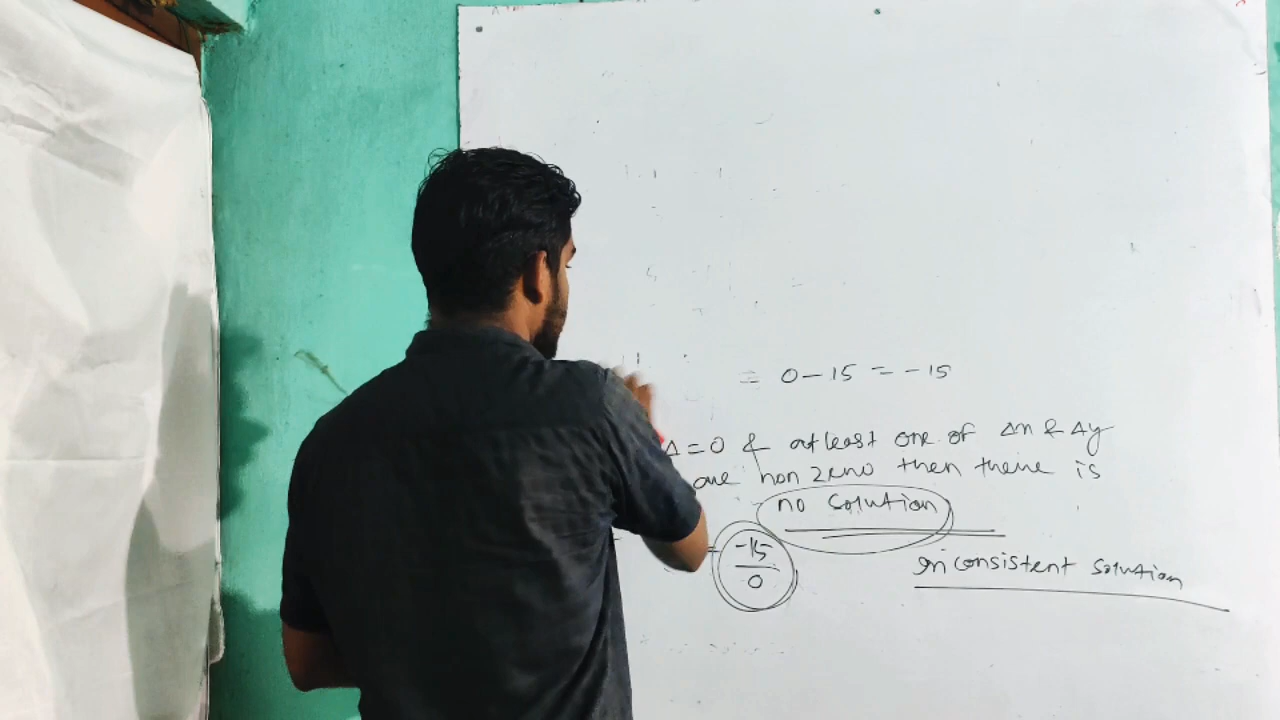 = 0 - 15 = -15
Δ = 0 & atleast one of Δx & Δy
are non zero then there is
no solution
= -15/0
inconsistent solution